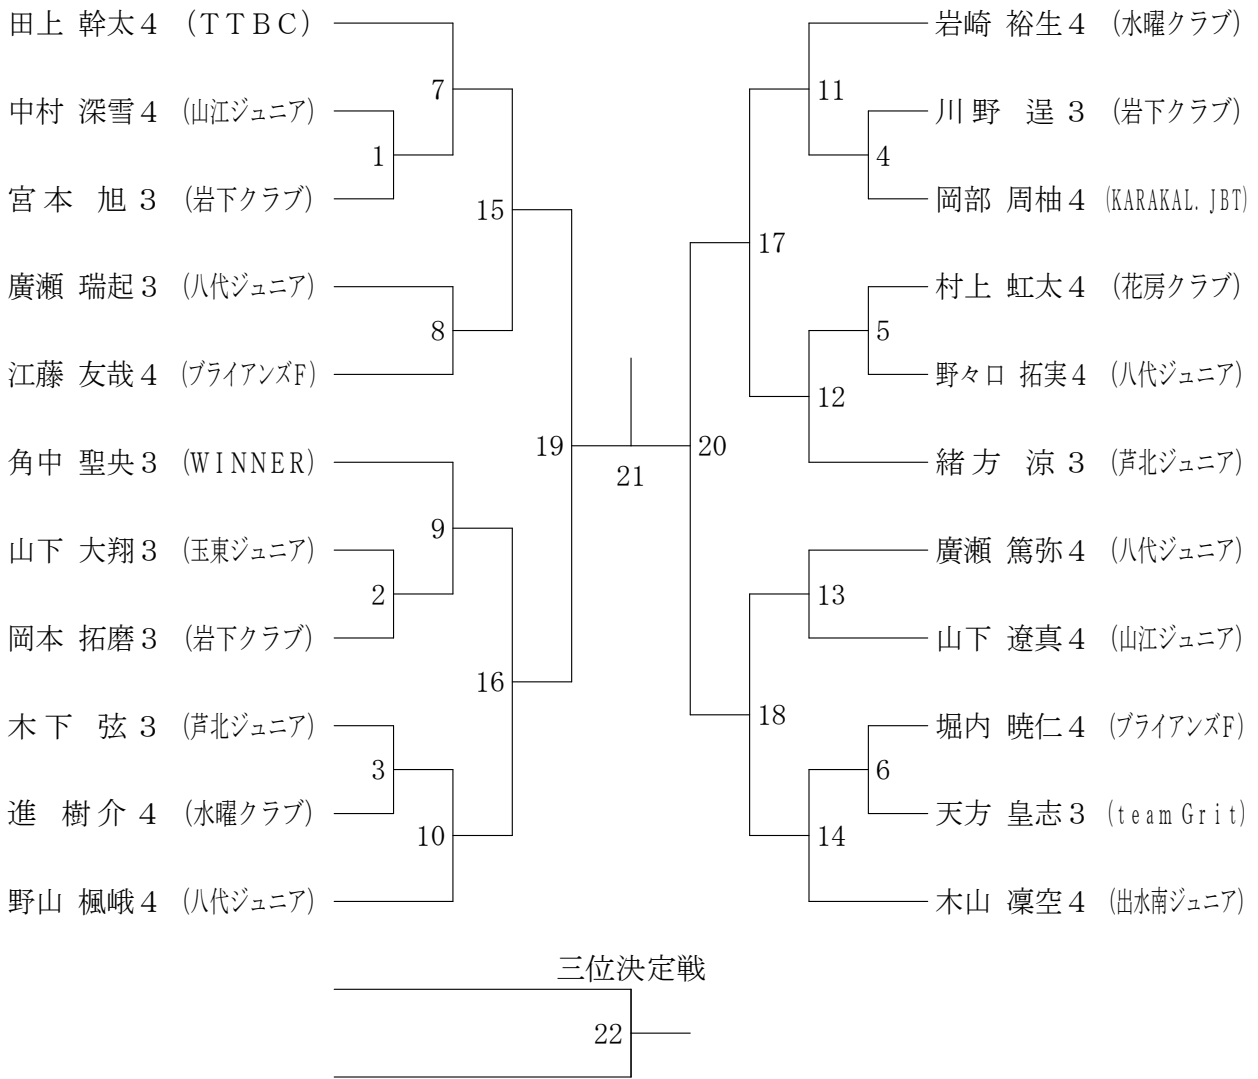 田上 幹太４ (ＴＴＢＣ)
中村 深雪４ (山江ジュニア)
宮本 旭３ (岩下クラブ)
廣瀬 瑞起３ (八代ジュニア)
江藤 友哉４ (ブライアンズF)
角中 聖央３ (WINNER)
山下 大翔３ (玉東ジュニア)
岡本 拓磨３ (岩下クラブ)
木下 弦３ (芦北ジュニア)
進 樹介４ (水曜クラブ)
野山 楓峨４ (八代ジュニア)
1
2
3
7
8
9
10
15
16
19
21
20
17
18
11
12
13
14
4
5
6
岩崎 裕生４ (水曜クラブ)
川野 逞３ (岩下クラブ)
岡部 周柚４ (KARAKAL. JBT)
村上 虹太４ (花房クラブ)
野々口 拓実４ (八代ジュニア)
緒方 涼３ (芦北ジュニア)
廣瀬 篤弥４ (八代ジュニア)
山下 遼真４ (山江ジュニア)
堀内 暁仁４ (ブライアンズF)
天方 皇志３ (team Grit)
木山 凜空４ (出水南ジュニア)
三位決定戦
22